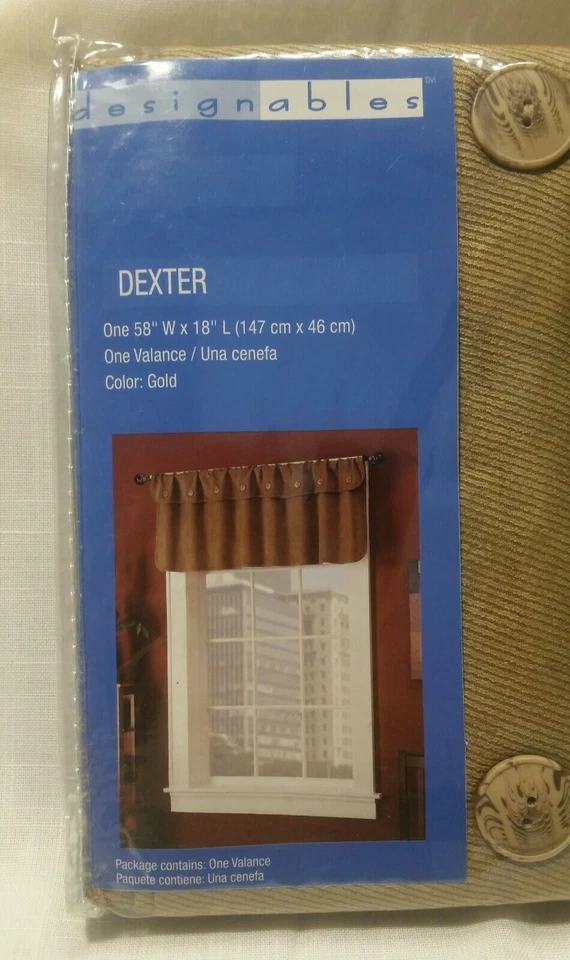 designables™
DEXTER
One 58" W x 18" L (147 cm x 46 cm)
One Valance / Una cenefa
Color: Gold
Package contains: One Valance
Paquete contiene: Una cenefa